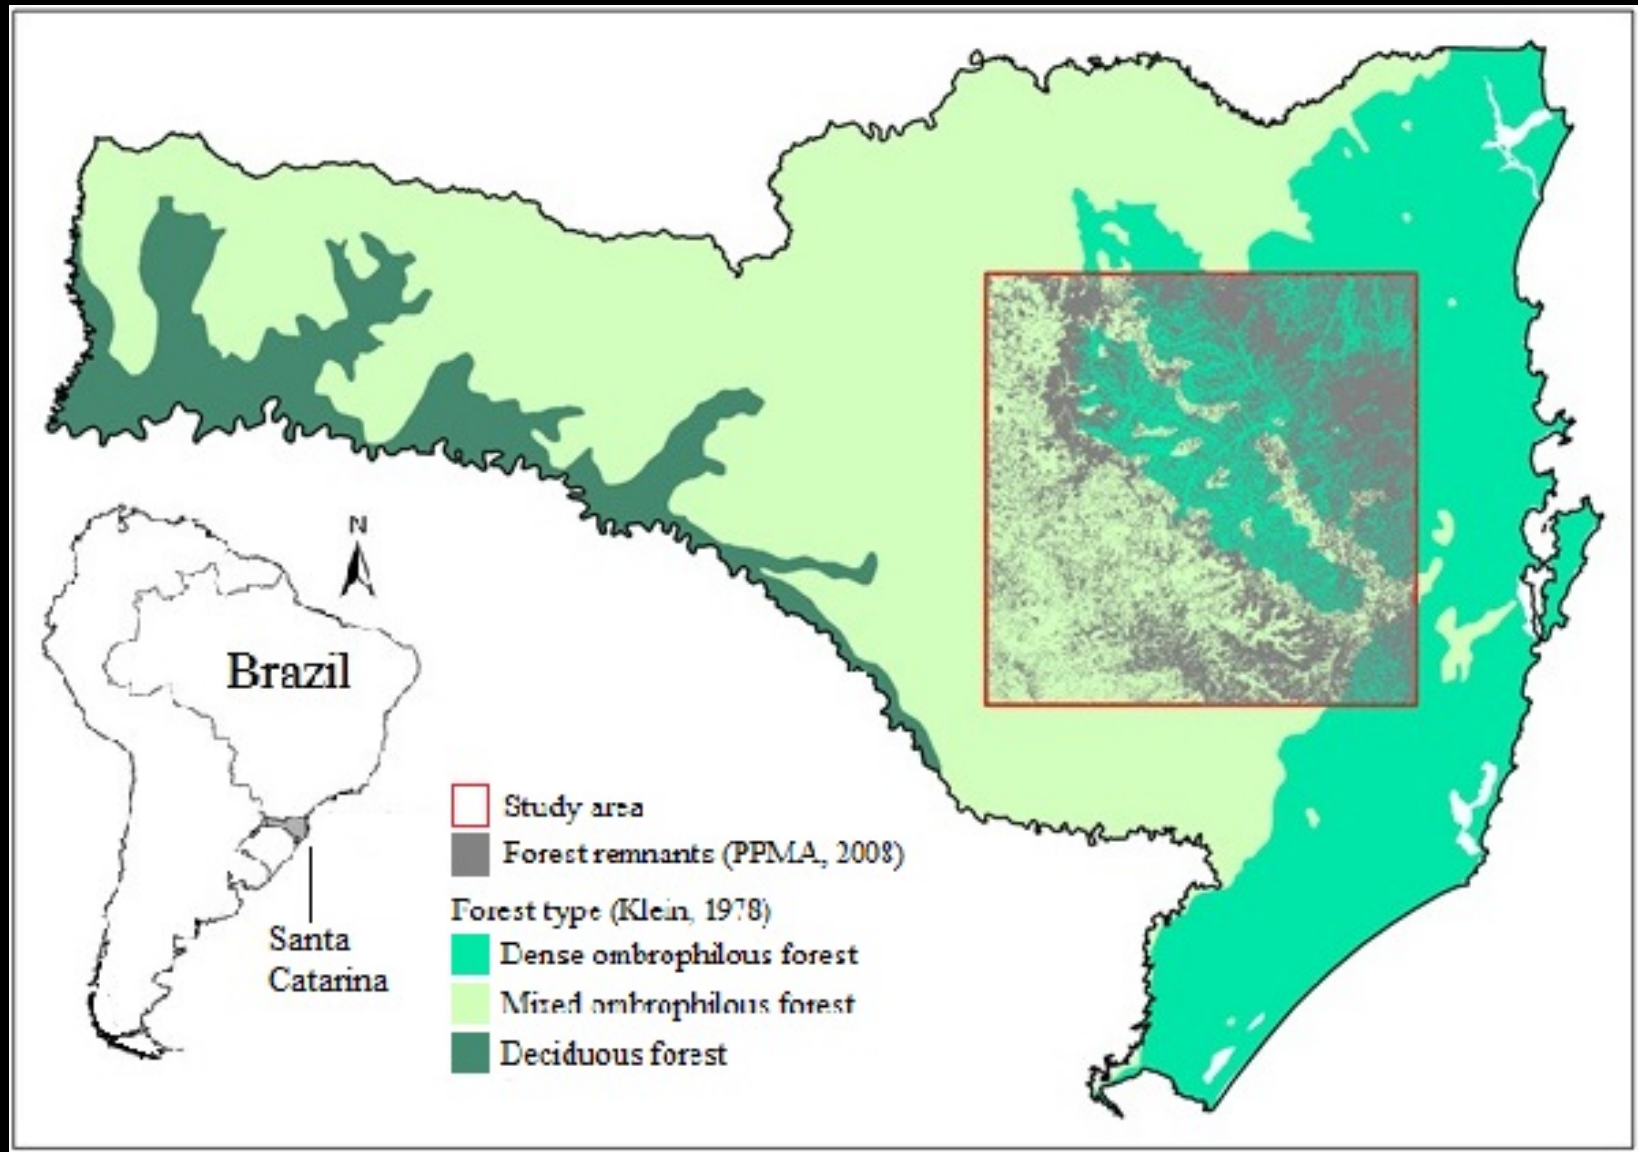 N
Brazil
Santa
Catarina
Study area
Forest remnants (PPMA, 2008)
Forest type (Klein, 1978)
Dense ombrophilous forest
Mixed ombrophilous forest
Deciduous forest